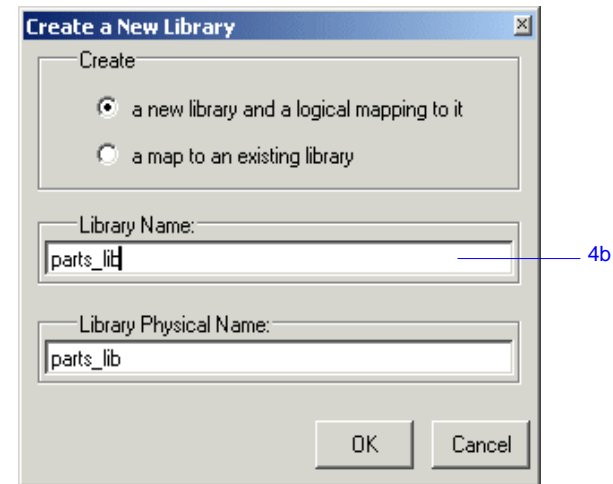 Create a New Library
Create
a new library and a logical mapping to it
a map to an existing library
Library Name:
parts_lib
4b
Library Physical Name:
parts_lib
OK Cancel